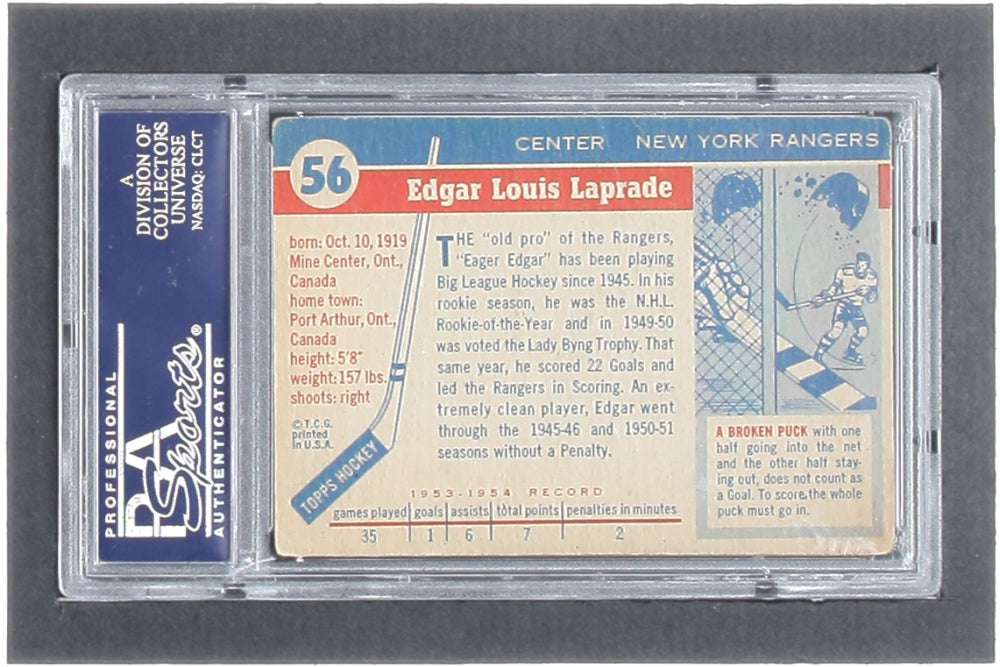 A
DIVISION OF
COLLECTORS
UNIVERSE
NASDAQ: CLCT
PROFESSIONAL
PSA
Sports®
AUTHENTICATOR
56
CENTER NEW YORK RANGERS
Edgar Louis Laprade
born: Oct. 10, 1919
Mine Center, Ont.,
Canada
home town:
Port Arthur, Ont.,
Canada
height: 5'8"
weight: 157 lbs.
shoots: right
©T.C.G.
printed
in U.S.A.
TOPPS HOCKEY
THE "old pro" of the Rangers,
"Eager Edgar" has been playing
Big League Hockey since 1945. In his
rookie season, he was the N.H.L.
Rookie-of-the-Year and in 1949-50
was voted the Lady Byng Trophy. That
same year, he scored 22 Goals and
led the Rangers in Scoring. An ex-
tremely clean player, Edgar went
through the 1945-46 and 1950-51
seasons without a Penalty.
A BROKEN PUCK with one
half going into the net
and the other half stay-
ing out, does not count as
a Goal. To score the whole
puck must go in.
1953-1954 RECORD
games played goals assists total points penalties in minutes
35 1 6 7 2